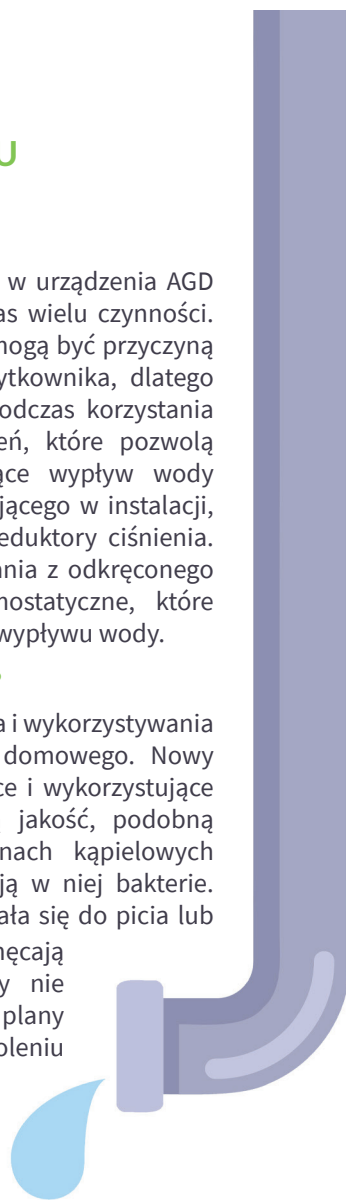 U
w urządzenia AGD
as wielu czynności.
mogą być przyczyną
ytkownika, dlatego
odczas korzystania
eń, które pozwolą
ące wypływ wody
jącego w instalacji,
eduktory ciśnienia.
ania z odkręconego
mostatyczne, które
wypływu wody.
a i wykorzystywania
domowego. Nowy
ce i wykorzystujące
jakość, podobną
nach kąpielowych
ją w niej bakterie.
ała się do picia lub
nęcają
y nie
plany
oleniu